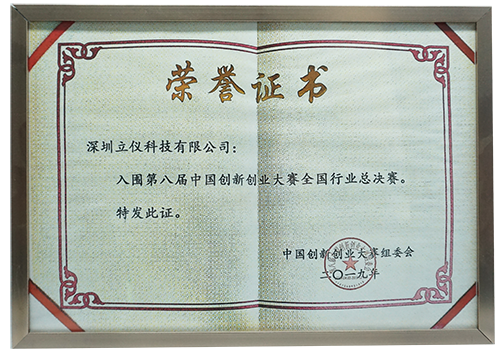 荣誉证书
深圳立仪科技有限公司：
入围第八届中国创新创业大赛全国行业总决赛。
特发此证。
中国创新创业大赛组委会
二〇一九年